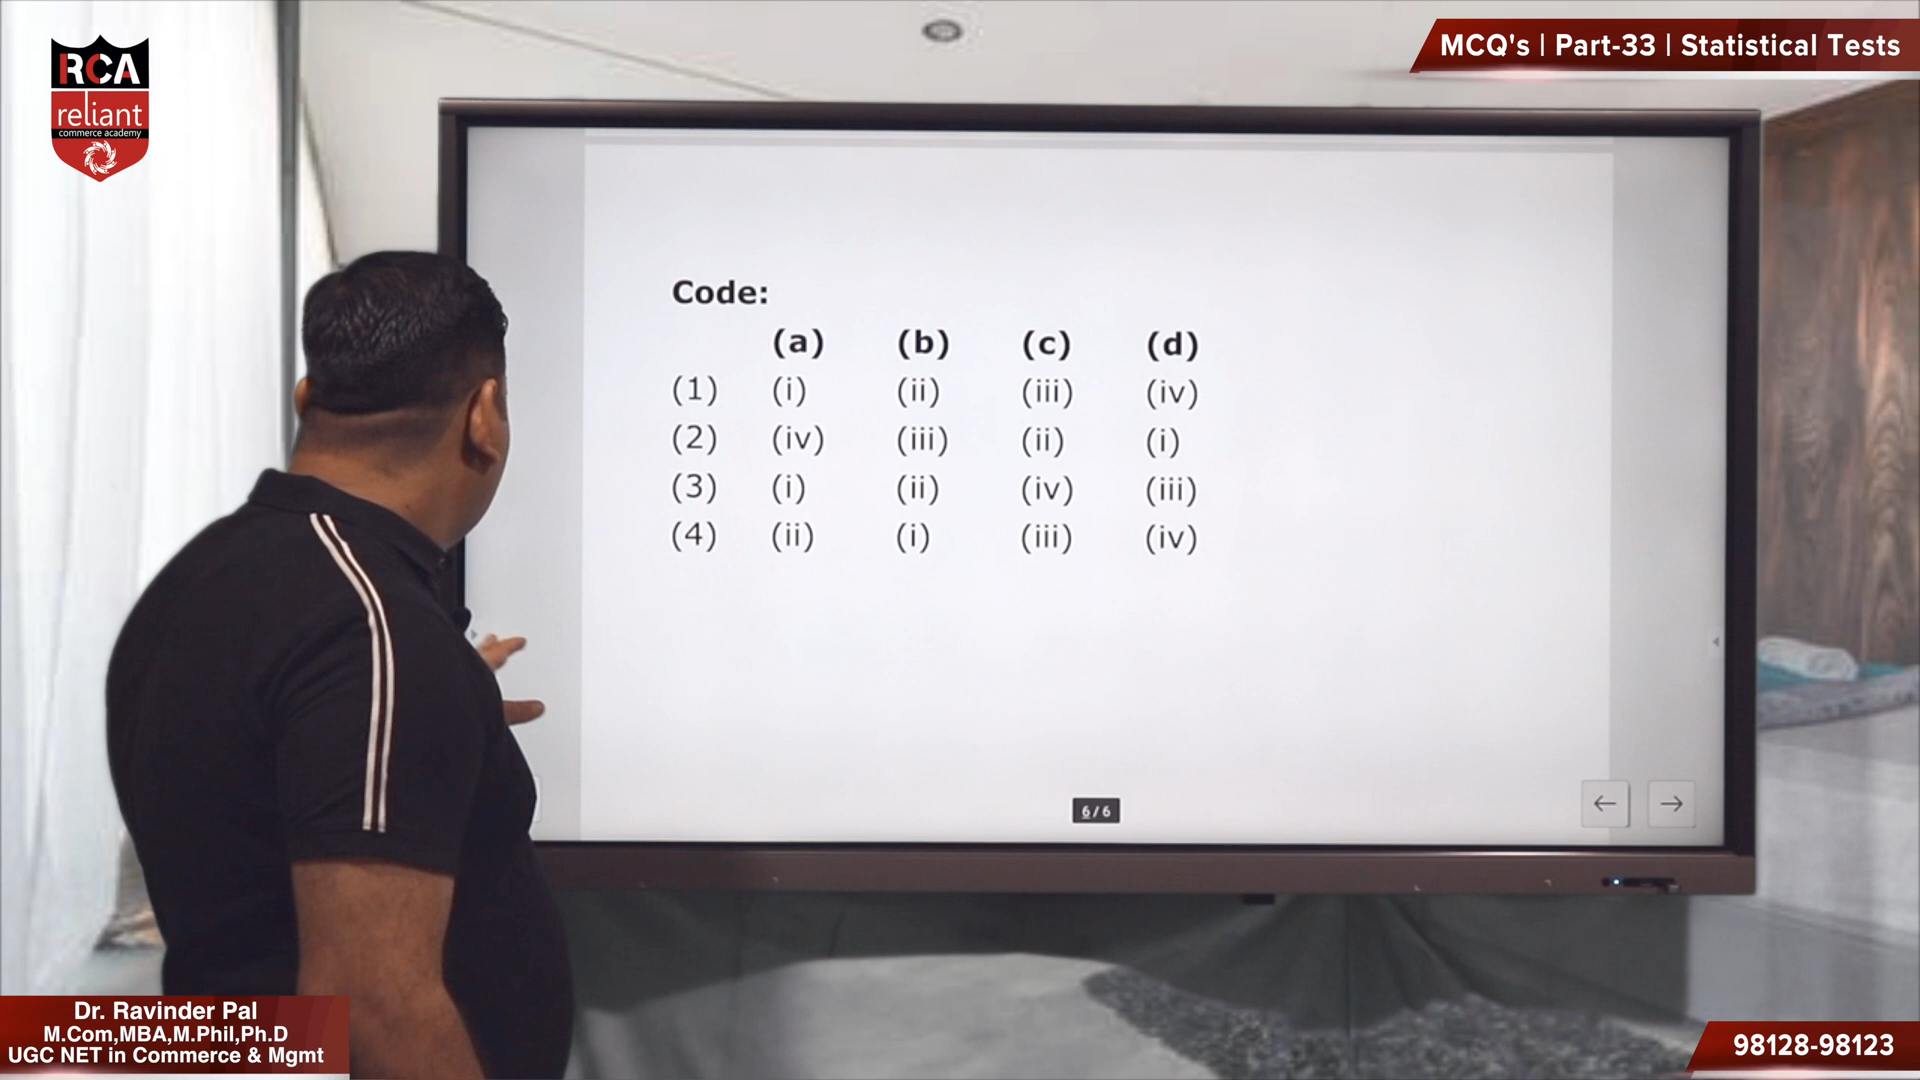 RCA
reliant
commerce academy
MCQ's | Part-33 | Statistical Tests
Code:
(a) (b) (c) (d)
(1) (i) (ii) (iii) (iv)
(2) (iv) (iii) (ii) (i)
(3) (i) (ii) (iv) (iii)
(4) (ii) (i) (iii) (iv)
6/6
Dr. Ravinder Pal
M.Com,MBA,M.Phil,Ph.D
UGC NET in Commerce & Mgmt
98128-98123